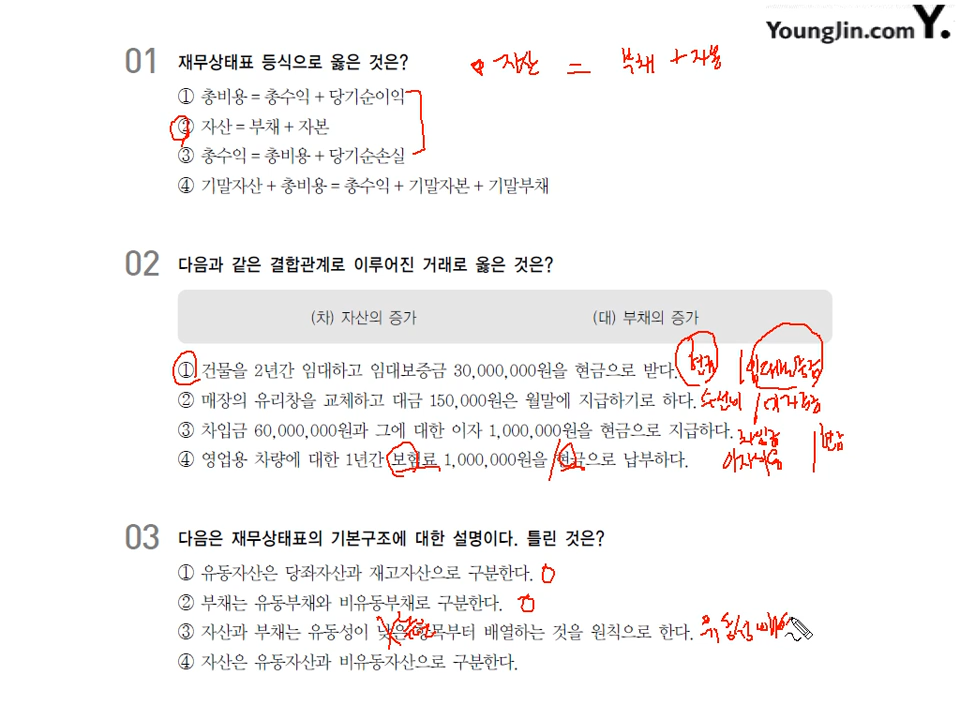 YoungJin.com Y.
01 재무상태표 등식으로 옳은 것은? 자산 = 부채 + 자본
① 총비용 = 총수익 + 당기순이익
② 자산 = 부채 + 자본
③ 총수익 = 총비용 + 당기순손실
④ 기말자산 + 총비용 = 총수익 + 기말자본 + 기말부채
02 다음과 같은 결합관계로 이루어진 거래로 옳은 것은?
(차) 자산의 증가 (대) 부채의 증가
① 건물을 2년간 임대하고 임대보증금 30,000,000원을 현금으로 받다. 현금
② 매장의 유리창을 교체하고 대금 150,000원은 월말에 지급하기로 하다. 수선비 /
③ 차입금 60,000,000원과 그에 대한 이자 1,000,000원을 현금으로 지급하다. 차입금 현금
④ 영업용 차량에 대한 1년간 보험료 1,000,000원을 현금으로 납부하다. 이자비용
03 다음은 재무상태표의 기본구조에 대한 설명이다. 틀린 것은?
① 유동자산은 당좌자산과 재고자산으로 구분한다.
② 부채는 유동부채와 비유동부채로 구분한다.
③ 자산과 부채는 유동성이 낮은 항목부터 배열하는 것을 원칙으로 한다. 유동성
④ 자산은 유동자산과 비유동자산으로 구분한다.